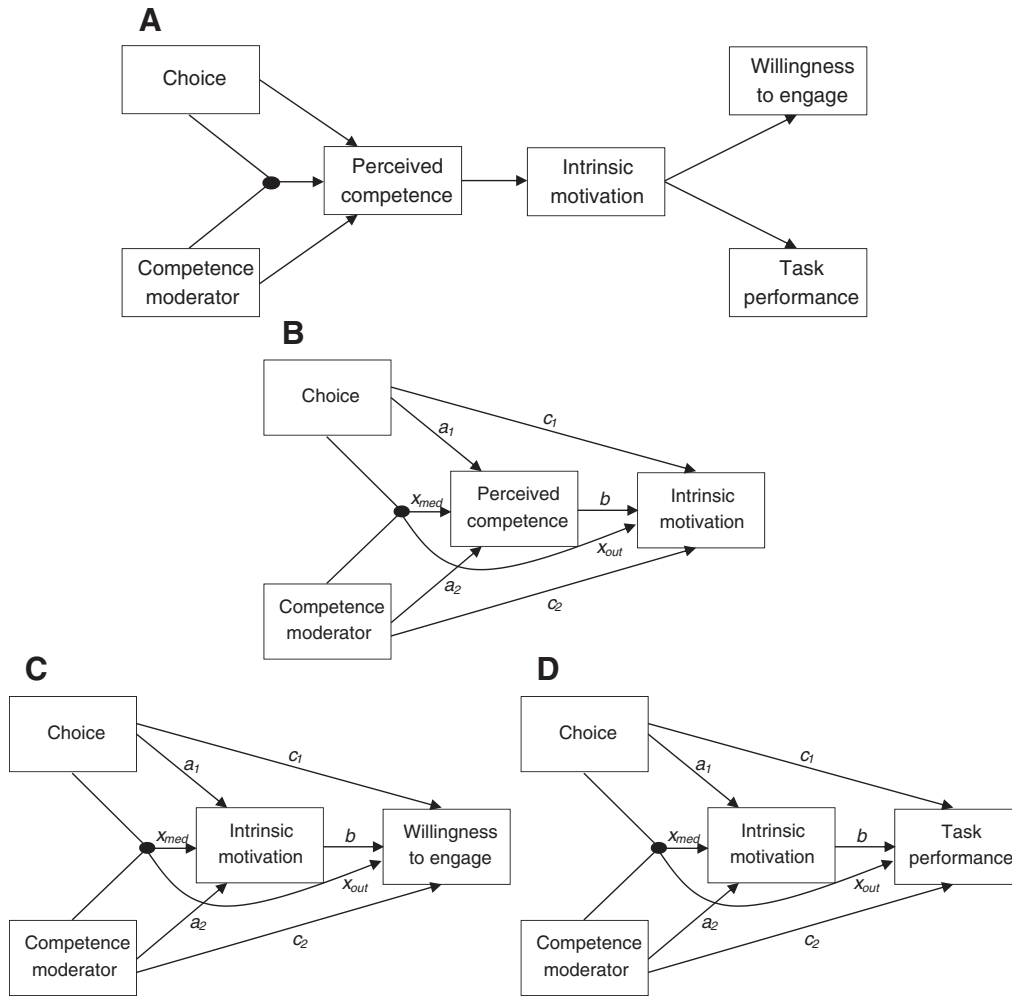 A
Choice
Willingness
to engage
Perceived
competence
Intrinsic
motivation
Competence
moderator
Task
performance
B
Choice
c1
a1
xmed
Perceived
competence
b
Intrinsic
motivation
xout
a2
c2
Competence
moderator
C
Choice
c1
a1
xmed
Intrinsic
motivation
b
Willingness
to engage
xout
a2
c2
Competence
moderator
D
Choice
c1
a1
xmed
Intrinsic
motivation
b
Task
performance
xout
a2
c2
Competence
moderator